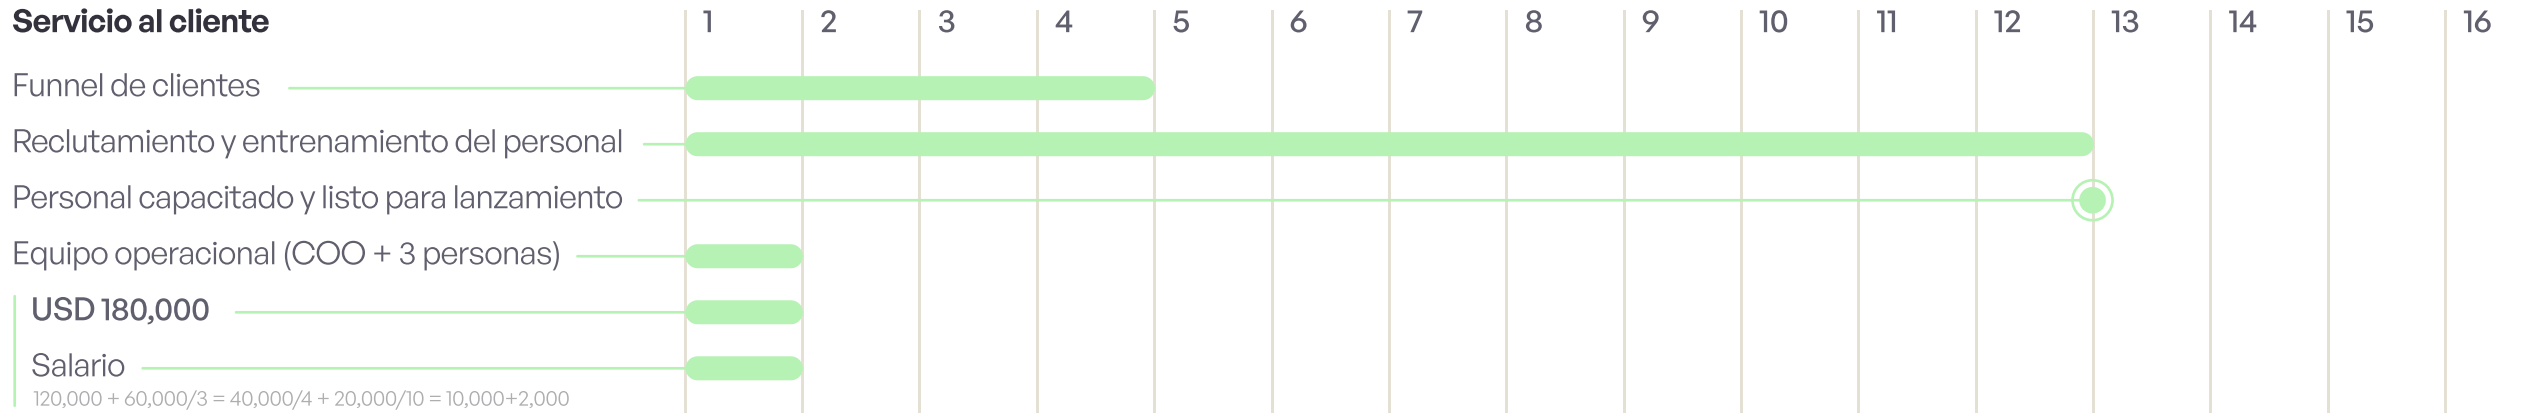 Servicio al cliente 1 2 3 4 5 6 7 8 9 10 11 12 13 14 15 16
Funnel de clientes
Reclutamiento y entrenamiento del personal
Personal capacitado y listo para lanzamiento
Equipo operacional (COO + 3 personas)
USD 180,000
Salario
120,000 + 60,000/3 = 40,000/4 + 20,000/10 = 10,000+2,000